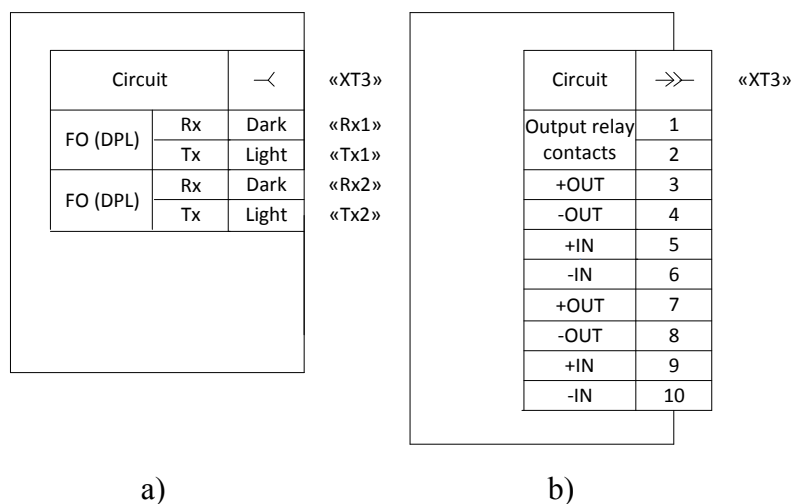 Circuit «XT3»
FO (DPL) Rx Dark «Rx1»
Tx Light «Tx1»
FO (DPL) Rx Dark «Rx2»
Tx Light «Tx2»
a)
Circuit «XT3»
Output relay contacts 1
2
+OUT 3
-OUT 4
+IN 5
-IN 6
+OUT 7
-OUT 8
+IN 9
-IN 10
b)